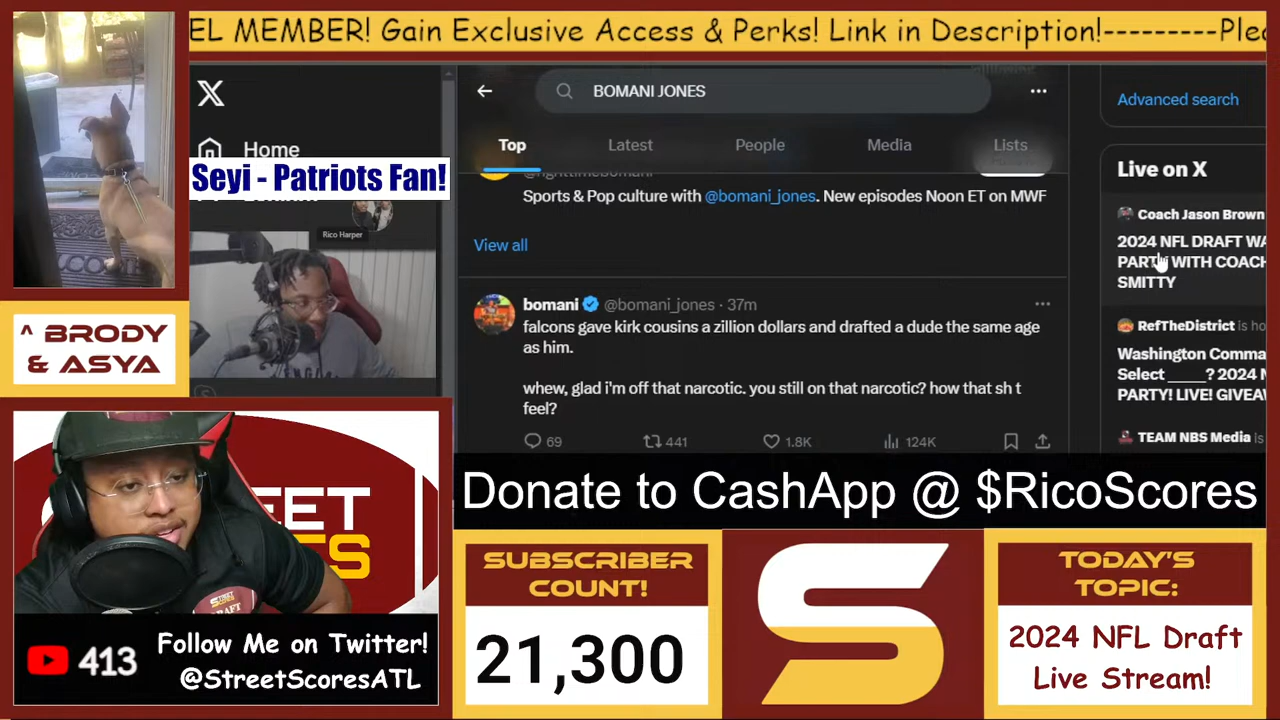 EL MEMBER! Gain Exclusive Access & Perks! Link in Description!---------Plea
BOMANI JONES
Advanced search
Home
Top
Latest
People
Media
Lists
Live on X
Seyi - Patriots Fan!
Sports & Pop culture with @bomani_jones. New episodes Noon ET on MWF
Rico Harper
View all
Coach Jason Brown
2024 NFL DRAFT WA
PARTY WITH COACH
SMITTY
bomani @bomani_jones · 37m
falcons gave kirk cousins a zillion dollars and drafted a dude the same age
as him.
whew, glad i'm off that narcotic. you still on that narcotic? how that sh t
feel?
69
441
1.8K
124K
RefTheDistrict is ho
Washington Comma
Select _____? 2024 N
PARTY! LIVE! GIVEA
TEAM NBS Media is
^ BRODY
& ASYA
Donate to CashApp @ $RicoScores
413
Follow Me on Twitter!
@StreetScoresATL
SUBSCRIBER
COUNT!
21,300
S
TODAY'S
TOPIC:
2024 NFL Draft
Live Stream!